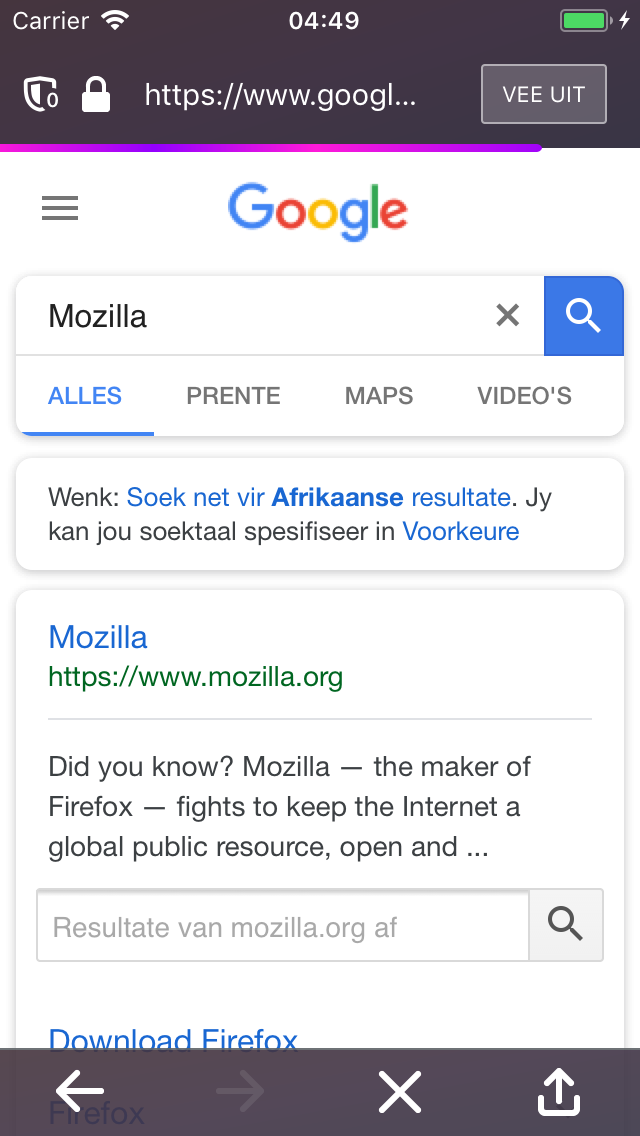 Carrier 04:49
0 https://www.googl... VEE UIT
Google
Mozilla
ALLES PRENTE MAPS VIDEO'S
Wenk: Soek net vir Afrikaanse resultate. Jy
kan jou soektaal spesifiseer in Voorkeure
Mozilla
https://www.mozilla.org
Did you know? Mozilla — the maker of
Firefox — fights to keep the Internet a
global public resource, open and ...
Resultate van mozilla.org af
Download Firefox
Firefox